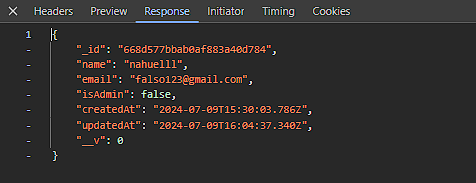 Headers Preview Response Initiator Timing Cookies
1 {
- "_id": "668d577bbab0af883a40d784",
- "name": "nahuelll",
- "email": "falso123@gmail.com",
- "isAdmin": false,
- "createdAt": "2024-07-09T15:30:03.786Z",
- "updatedAt": "2024-07-09T16:04:37.340Z",
- "__v": 0
- }